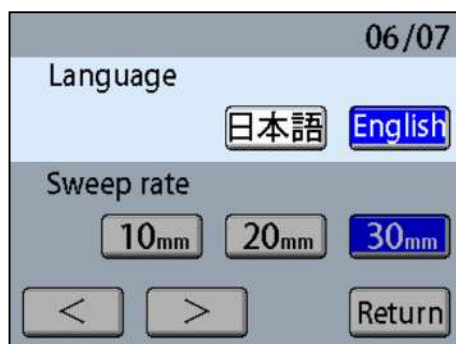 06/07
Language
日本語 English
Sweep rate
10mm 20mm 30mm
< > Return